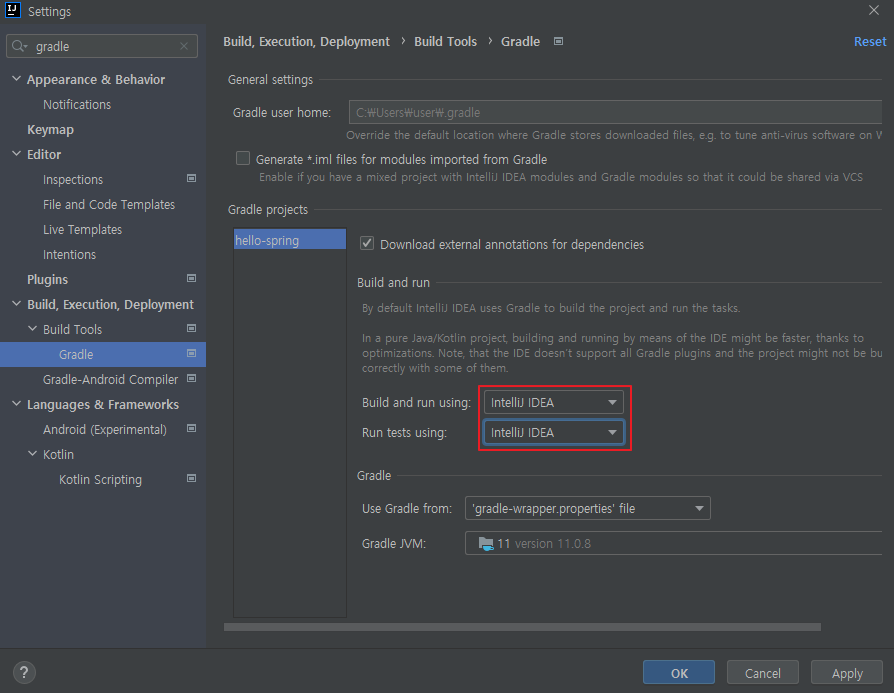 IJ
Settings
gradle
Appearance & Behavior
Notifications
Keymap
Editor
Inspections
File and Code Templates
Live Templates
Intentions
Plugins
Build, Execution, Deployment
Build Tools
Gradle
Gradle-Android Compiler
Languages & Frameworks
Android (Experimental)
Kotlin
Kotlin Scripting
Build, Execution, Deployment › Build Tools › Gradle
Reset
General settings
Gradle user home: C:₩Users₩user₩.gradle
Override the default location where Gradle stores downloaded files, e.g. to tune anti-virus software on W
Generate *.iml files for modules imported from Gradle
Enable if you have a mixed project with IntelliJ IDEA modules and Gradle modules so that it could be shared via VCS
Gradle projects
hello-spring
Download external annotations for dependencies
Build and run
By default IntelliJ IDEA uses Gradle to build the project and run the tasks.
In a pure Java/Kotlin project, building and running by means of the IDE might be faster, thanks to
optimizations. Note, that the IDE doesn't support all Gradle plugins and the project might not be bu
correctly with some of them.
Build and run using: IntelliJ IDEA
Run tests using: IntelliJ IDEA
Gradle
Use Gradle from: 'gradle-wrapper.properties' file
Gradle JVM: 11 version 11.0.8
?
OK
Cancel
Apply